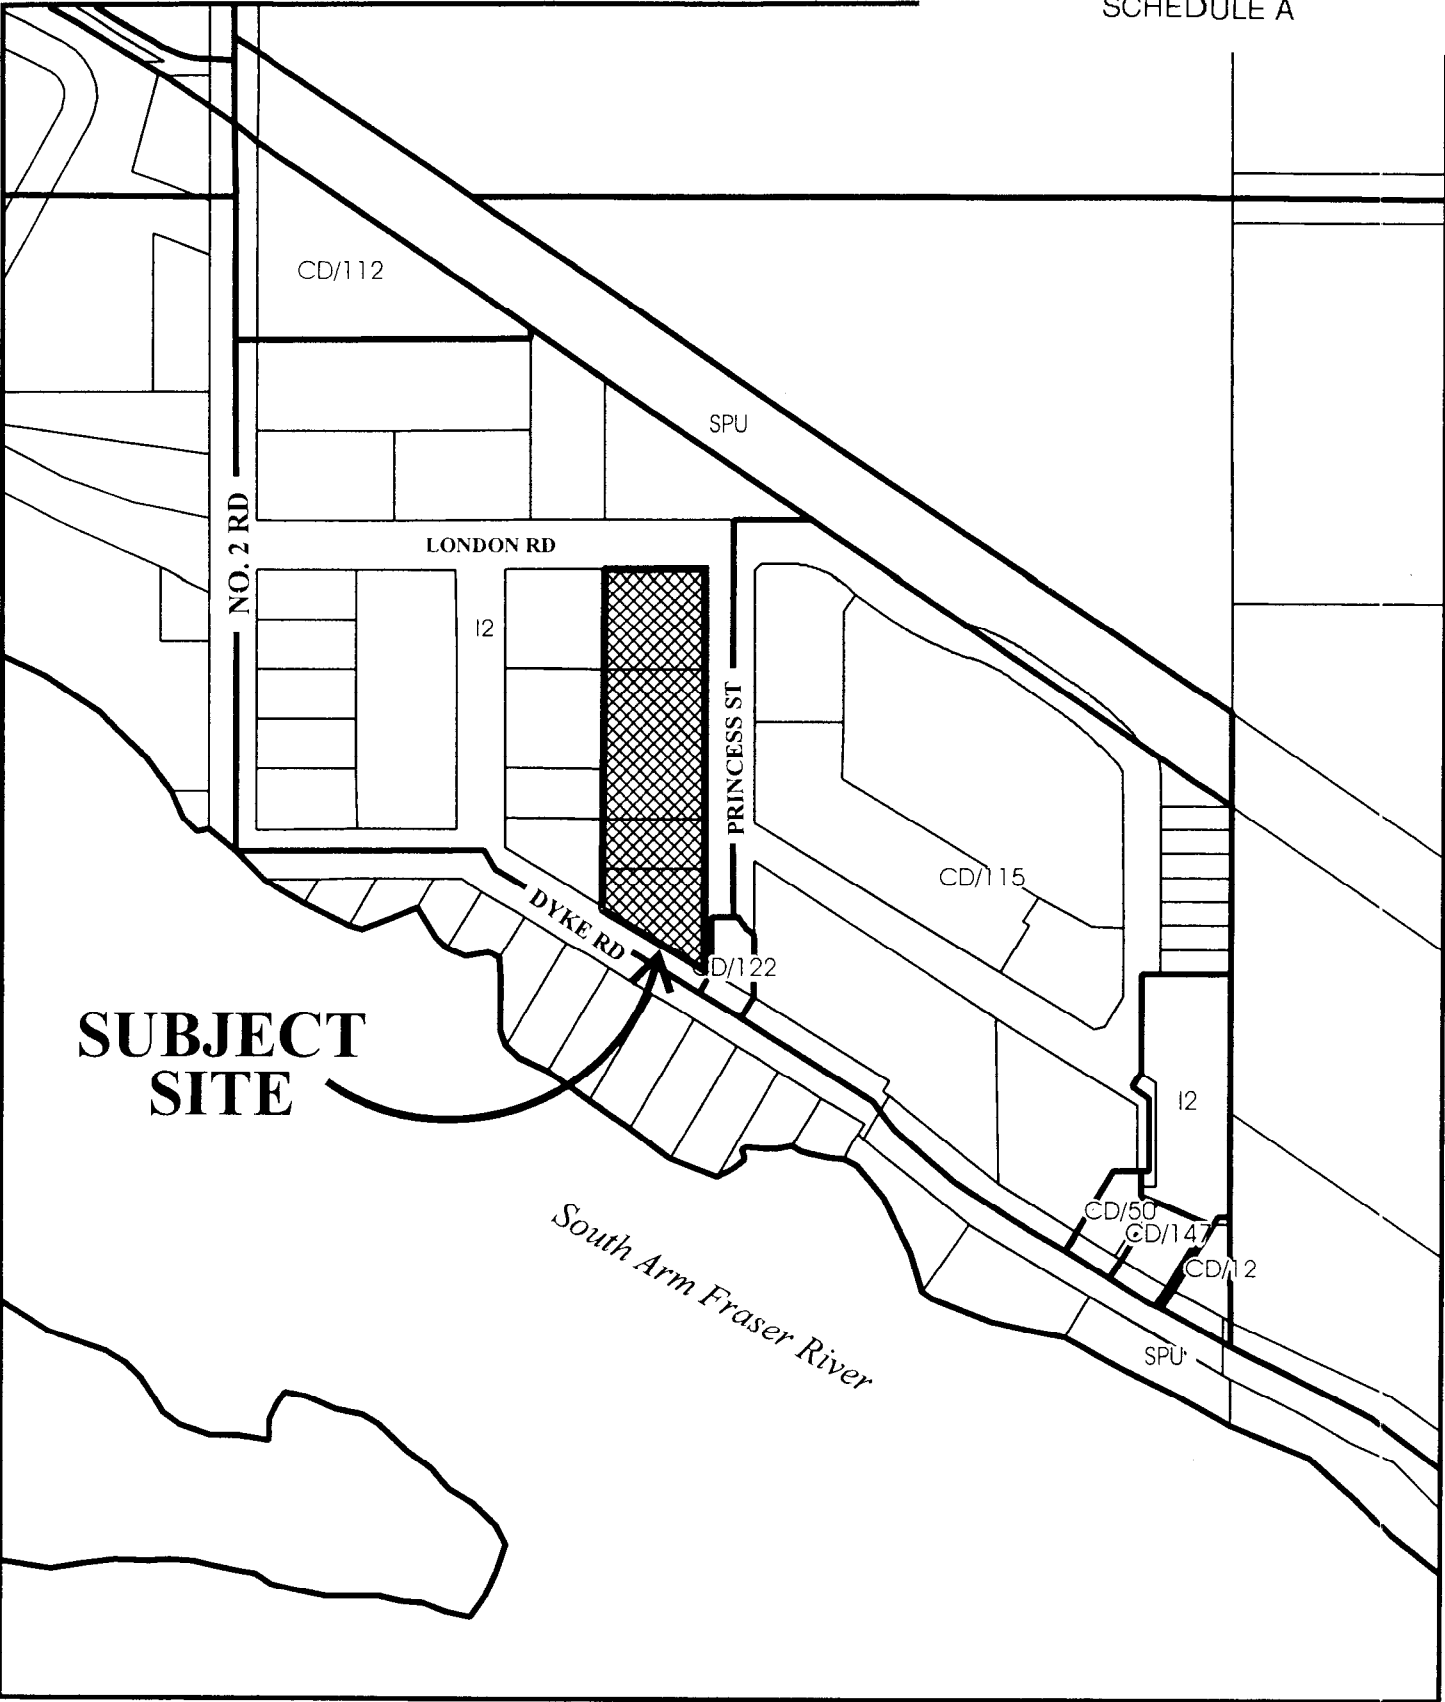 SCHEDULE A
CD/112
SPU
NO. 2 RD
LONDON RD
I2
PRINCESS ST
CD/115
DYKE RD
CD/122
SUBJECT
SITE
I2
CD/50
CD/147
CD/12
South Arm Fraser River
SPU